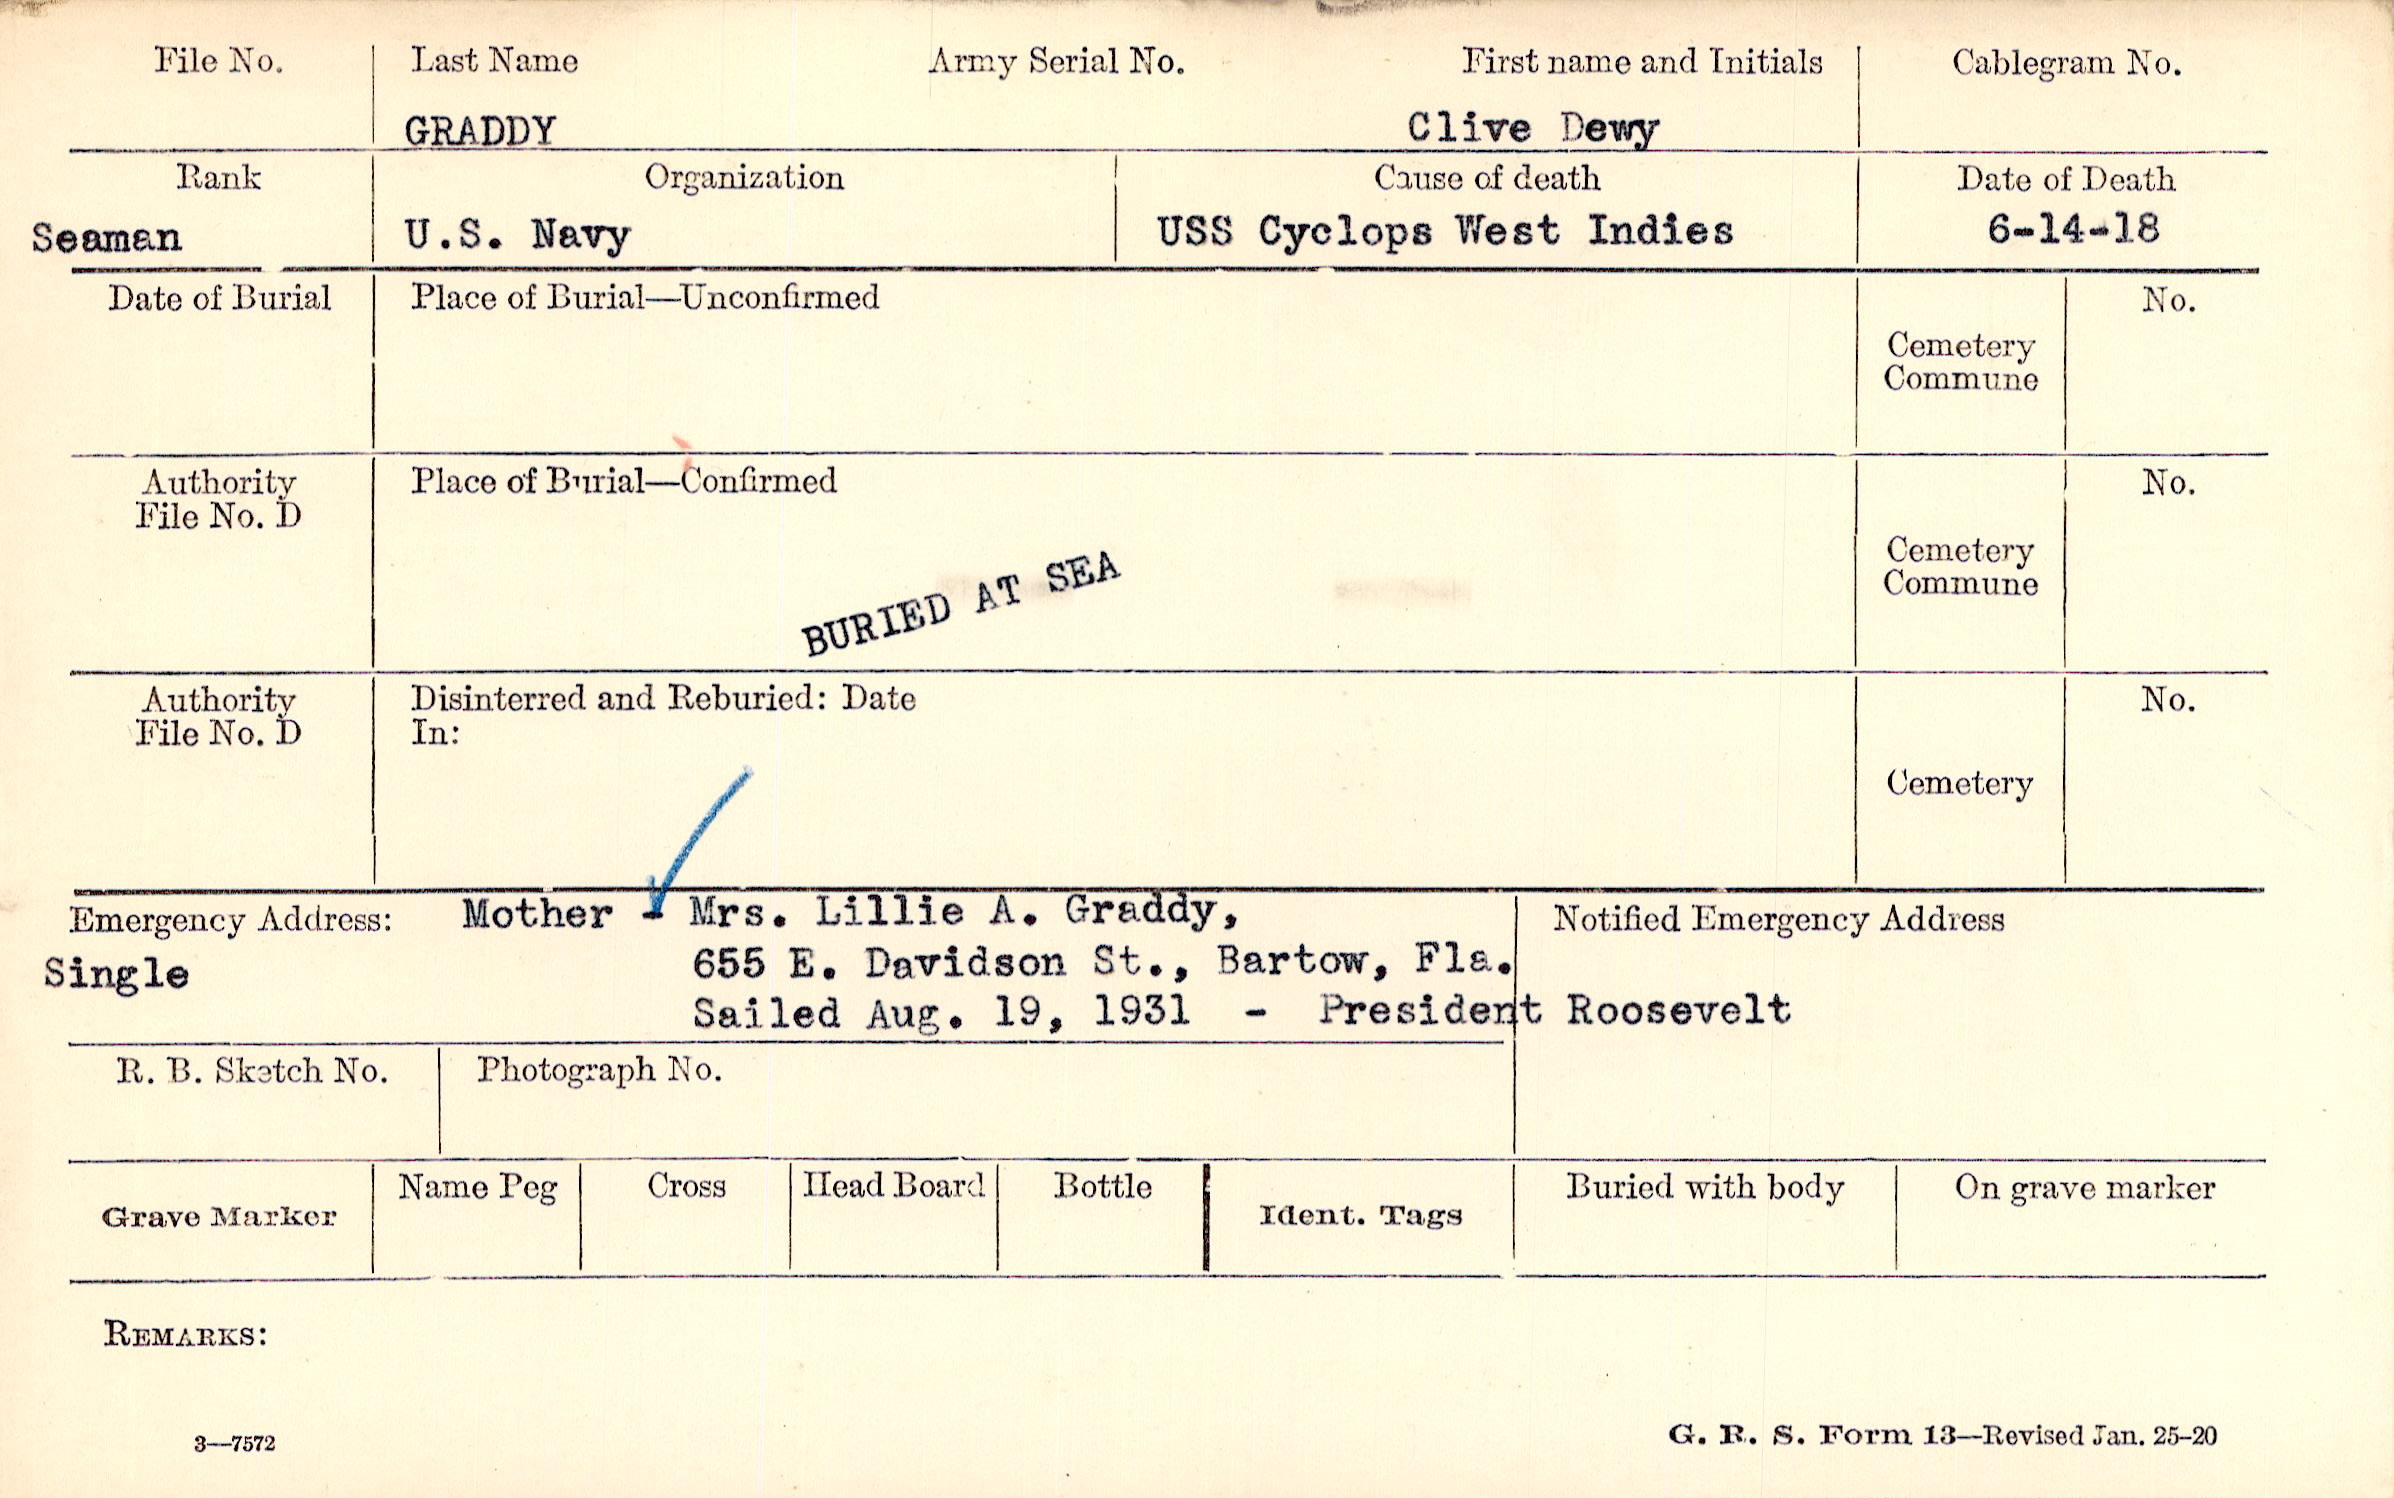 File No. Last Name Army Serial No. First name and Initials Cablegram No.
GRADDY Clive Dewy
Rank Organization Cause of death Date of Death
Seaman U.S. Navy USS Cyclops West Indies 6-14-18
Date of Burial Place of Burial—Unconfirmed No.
Cemetery
Commune
Authority Place of Burial—Confirmed No.
File No. D
Cemetery
Commune
BURIED AT SEA
Authority Disinterred and Reburied: Date No.
File No. D In:
Cemetery
Emergency Address: Mother - Mrs. Lillie A. Graddy, Notified Emergency Address
Single 655 E. Davidson St., Bartow, Fla.
Sailed Aug. 19, 1931 - President Roosevelt
R. B. Sketch No. Photograph No.
Name Peg Cross Head Board Bottle Buried with body On grave marker
Grave Marker Ident. Tags
REMARKS:
3—7572 G. R. S. Form 13—Revised Jan. 25-20